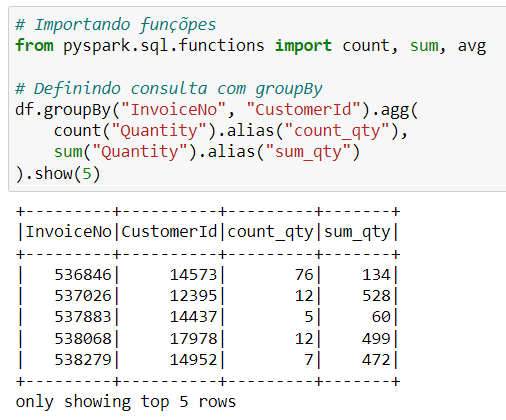 # Importando funçõpes
from pyspark.sql.functions import count, sum, avg
# Definindo consulta com groupBy
df.groupBy("InvoiceNo", "CustomerId").agg(
    count("Quantity").alias("count_qty"),
    sum("Quantity").alias("sum_qty")
).show(5)
+---------+----------+---------+-------+
|InvoiceNo|CustomerId|count_qty|sum_qty|
+---------+----------+---------+-------+
|   536846|     14573|       76|    134|
|   537026|     12395|       12|    528|
|   537883|     14437|        5|     60|
|   538068|     17978|       12|    499|
|   538279|     14952|        7|    472|
+---------+----------+---------+-------+
only showing top 5 rows